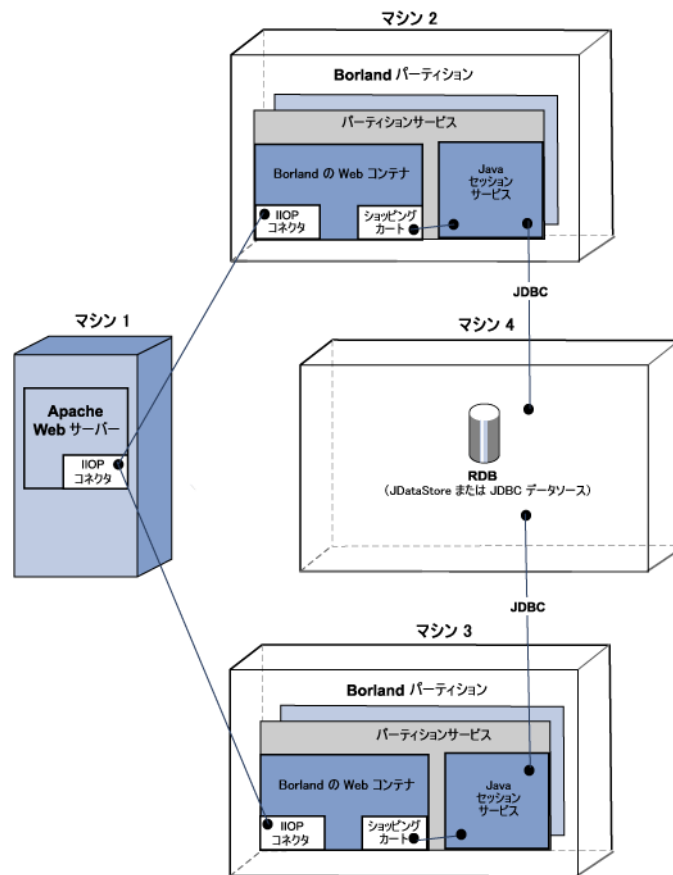 マシン 2
Borland パーティション
パーティションサービス
Borland の Web コンテナ
Java
セッション
サービス
IIOP
コネクタ
ショッピング
カート
JDBC
マシン 1
マシン 4
Apache
Web サーバー
IIOP
コネクタ
RDB
（JDataStore または JDBC データソース）
JDBC
マシン 3
Borland パーティション
パーティションサービス
Borland の Web コンテナ
Java
セッション
サービス
IIOP
コネクタ
ショッピング
カート